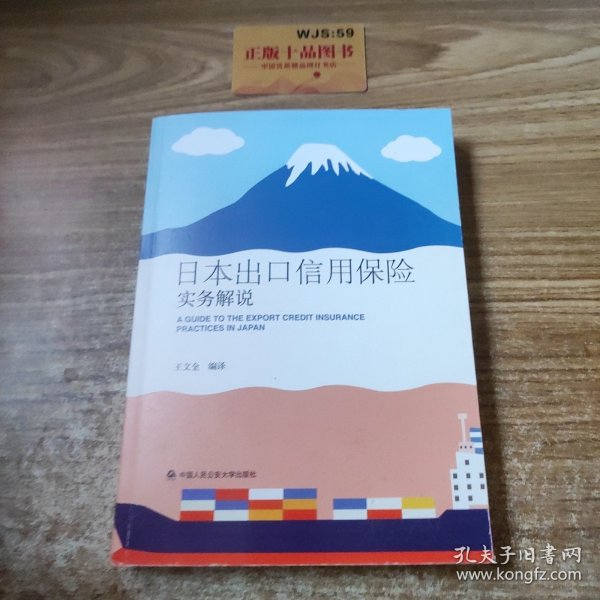 WJS:59
正版十品图书
日本出口信用保险
实务解说
A GUIDE TO THE EXPORT CREDIT INSURANCE
PRACTICES IN JAPAN
王文全 编译
中国人民公安大学出版社
孔夫子旧书网
www.kongfz.com